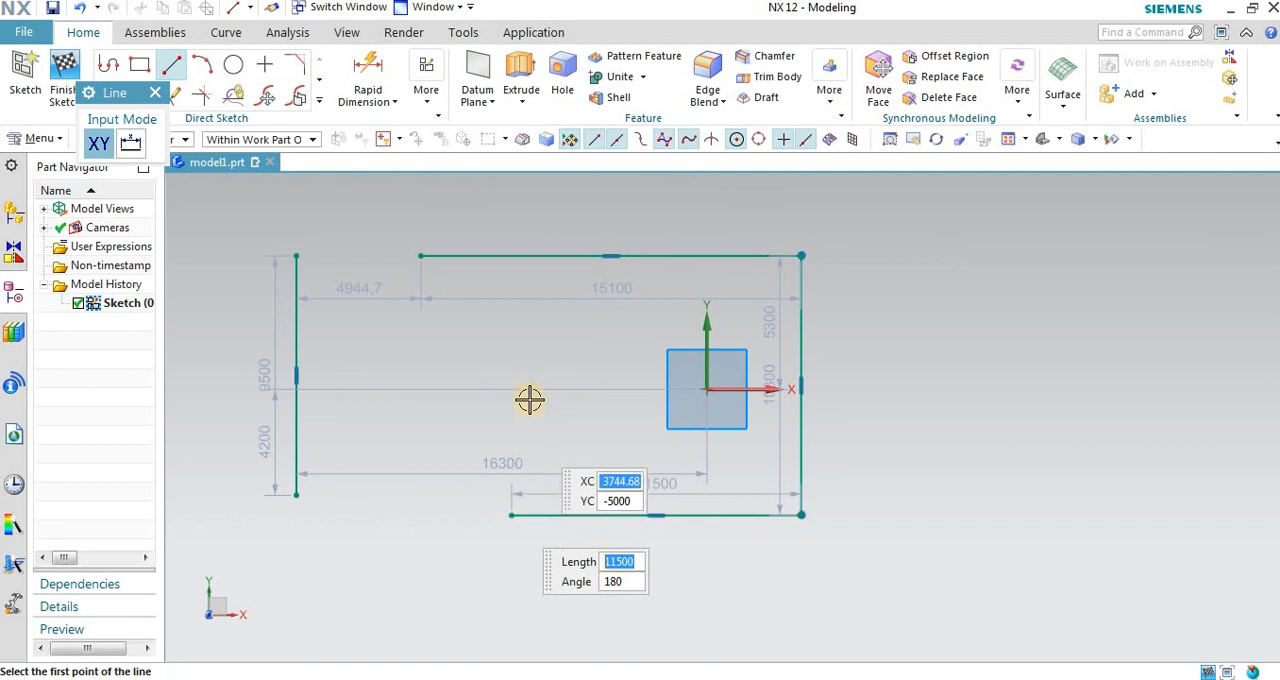 NX
Switch Window
Window
NX 12 - Modeling
SIEMENS
File
Home
Assemblies
Curve
Analysis
View
Render
Tools
Application
Find a Command
Sketch
Finish
Sketch
Rapid
Dimension
More
Direct Sketch
Datum
Plane
Extrude
Hole
Pattern Feature
Unite
Shell
Edge
Blend
Chamfer
Trim Body
Draft
More
Feature
Move
Face
Offset Region
Replace Face
Delete Face
More
Synchronous Modeling
Surface
Work on Assembly
Add
Assemblies
Line
Input Mode
XY
Menu
Within Work Part O
Part Navigator
model1.prt
Name
Model Views
Cameras
User Expressions
Non-timestamp
Model History
Sketch (0
Dependencies
Details
Preview
4944.7
15100
5300
Y
X
9500
4200
16300
XC 3744.68
YC -5000
Length 11500
Angle 180
Y
X
Select the first point of the line